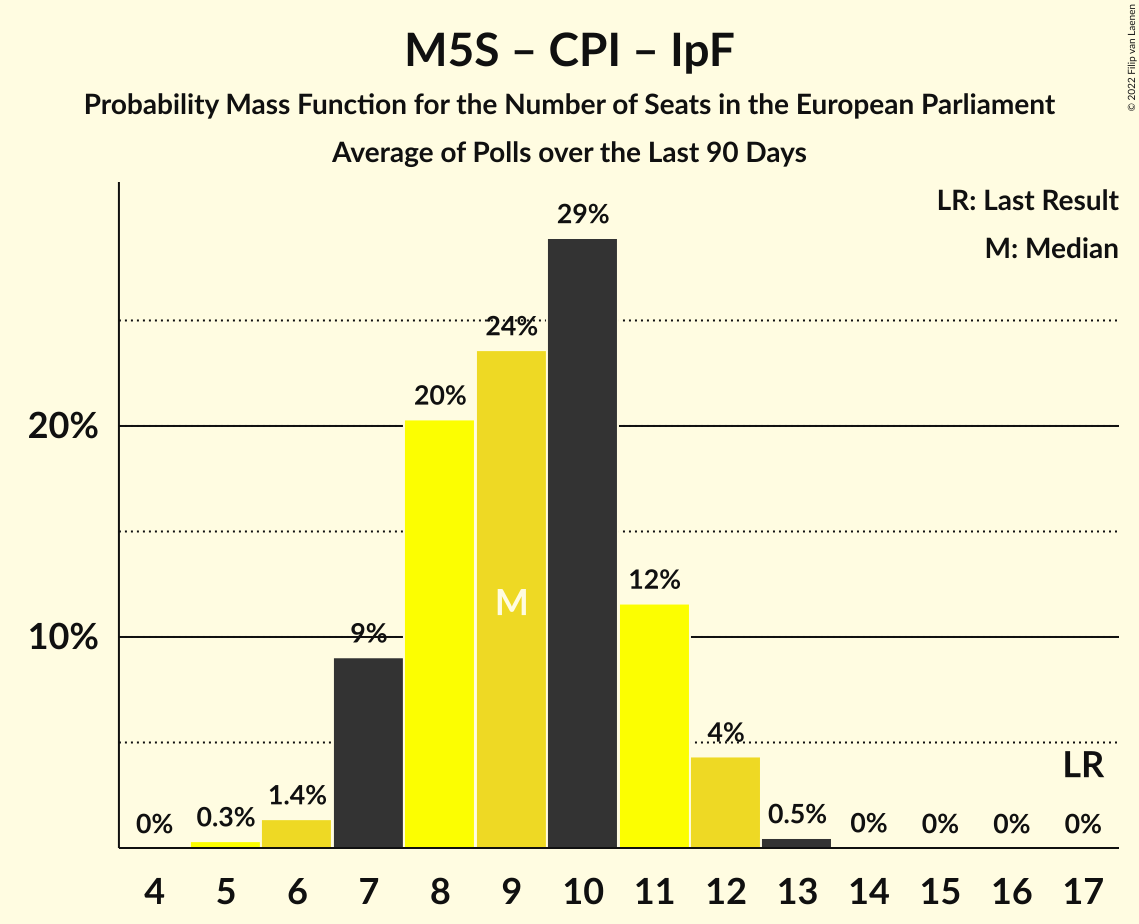 M5S – CPI – IpF
Probability Mass Function for the Number of Seats in the European Parliament
Average of Polls over the Last 90 Days
© 2022 Filip van Laenen
LR: Last Result
M: Median
29%
24%
20%
20%
12%
M
10%
9%
4%
LR
1.4%
0.3%
0.5%
0%
0%
0%
0%
0%
4 5 6 7 8 9 10 11 12 13 14 15 16 17